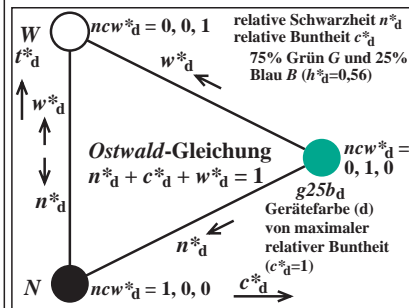 W
ncw*d = 0, 0, 1
relative Schwarzheit n*d
relative Buntheit c*d
75% Grün G und 25%
Blau B (h*d=0,56)
t*d
w*d
w*d
Ostwald-Gleichung
n*d + c*d + w*d = 1
ncw*d =
0, 1, 0
g25bd
n*d
n*d
Gerätefarbe (d)
von maximaler
relativer Buntheit
(c*d=1)
N
ncw*d = 1, 0, 0
c*d